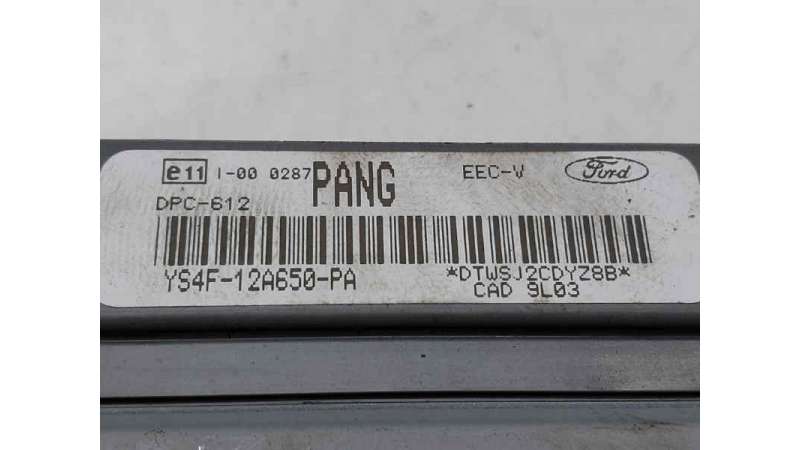 e11 I-00 0287 PANG EEC-V Ford
DPC-612
YS4F-12A650-PA *DTWSJ2CDYZ8B*
CAD 9L03